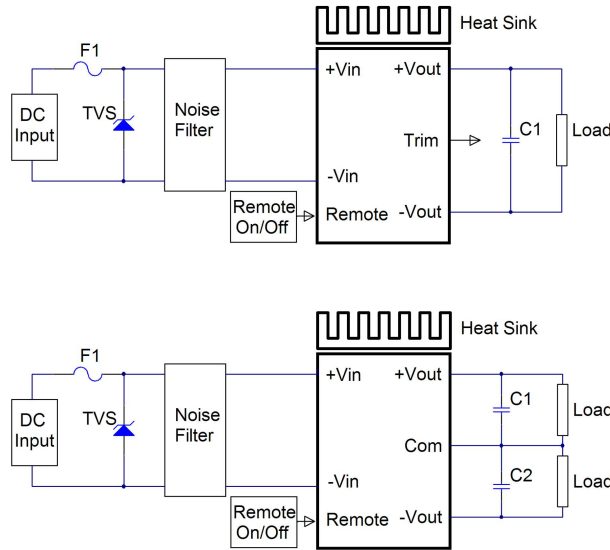 Heat Sink
F1
+Vin
+Vout
DC
Input
TVS
Noise
Filter
Trim
C1
Load
-Vin
Remote
On/Off
Remote
-Vout
Heat Sink
F1
+Vin
+Vout
DC
Input
TVS
Noise
Filter
C1
Load
Com
C2
Load
-Vin
Remote
On/Off
Remote
-Vout